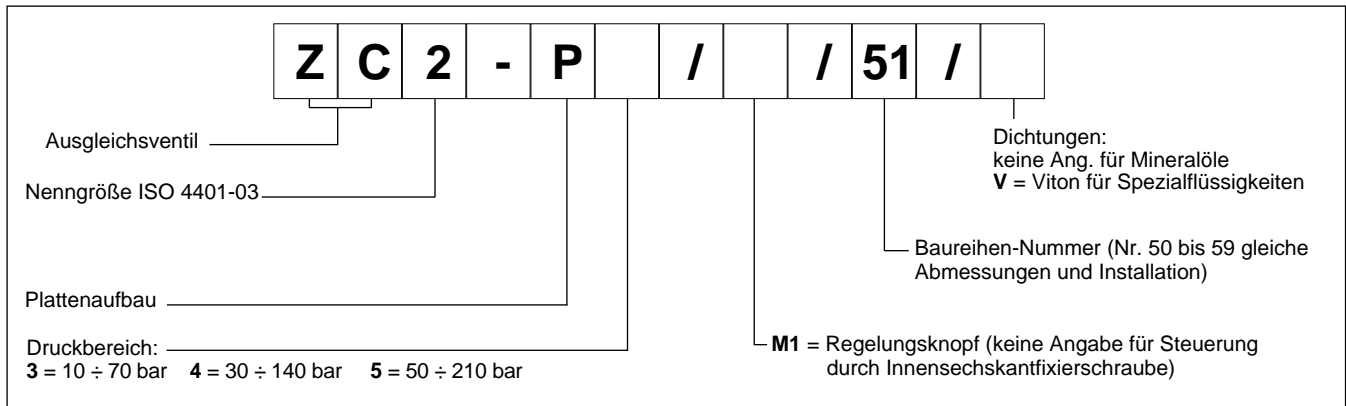 Z C 2 - P / / 51 /
Ausgleichsventil
Nenngröße ISO 4401-03
Plattenaufbau
Druckbereich:
3 = 10 ÷ 70 bar 4 = 30 ÷ 140 bar 5 = 50 ÷ 210 bar
Dichtungen:
keine Ang. für Mineralöle
V = Viton für Spezialflüssigkeiten
Baureihen-Nummer (Nr. 50 bis 59 gleiche
Abmessungen und Installation)
M1 = Regelungsknopf (keine Angabe für Steuerung
durch Innensechskantfixierschraube)